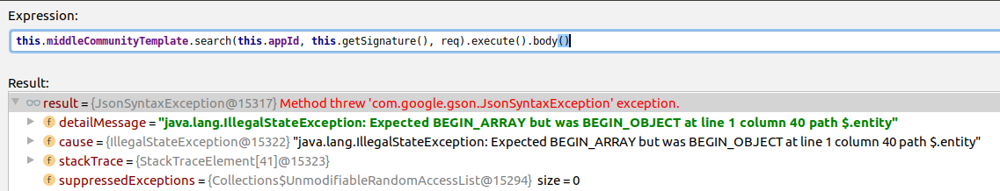 Expression:
this.middleCommunityTemplate.search(this.appId, this.getSignature(), req).execute().body()
Result:
result = {JsonSyntaxException@15317} Method threw 'com.google.gson.JsonSyntaxException' exception.
f detailMessage = "java.lang.IllegalStateException: Expected BEGIN_ARRAY but was BEGIN_OBJECT at line 1 column 40 path $.entity"
f cause = {IllegalStateException@15322} "java.lang.IllegalStateException: Expected BEGIN_ARRAY but was BEGIN_OBJECT at line 1 column 40 path $.entity"
f stackTrace = {StackTraceElement[41]@15323}
f suppressedExceptions = {Collections$UnmodifiableRandomAccessList@15294} size = 0